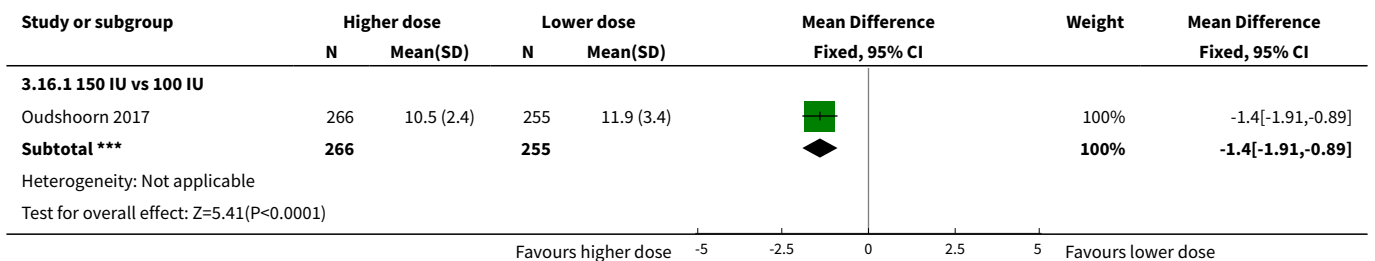 Study or subgroup Higher dose Lower dose Mean Difference Weight Mean Difference
N Mean(SD) N Mean(SD) Fixed, 95% CI Fixed, 95% CI
3.16.1 150 IU vs 100 IU
Oudshoorn 2017 266 10.5 (2.4) 255 11.9 (3.4) 100% -1.4[-1.91,-0.89]
Subtotal *** 266 255 100% -1.4[-1.91,-0.89]
Heterogeneity: Not applicable
Test for overall effect: Z=5.41(P<0.0001)
Favours higher dose -5 -2.5 0 2.5 5 Favours lower dose